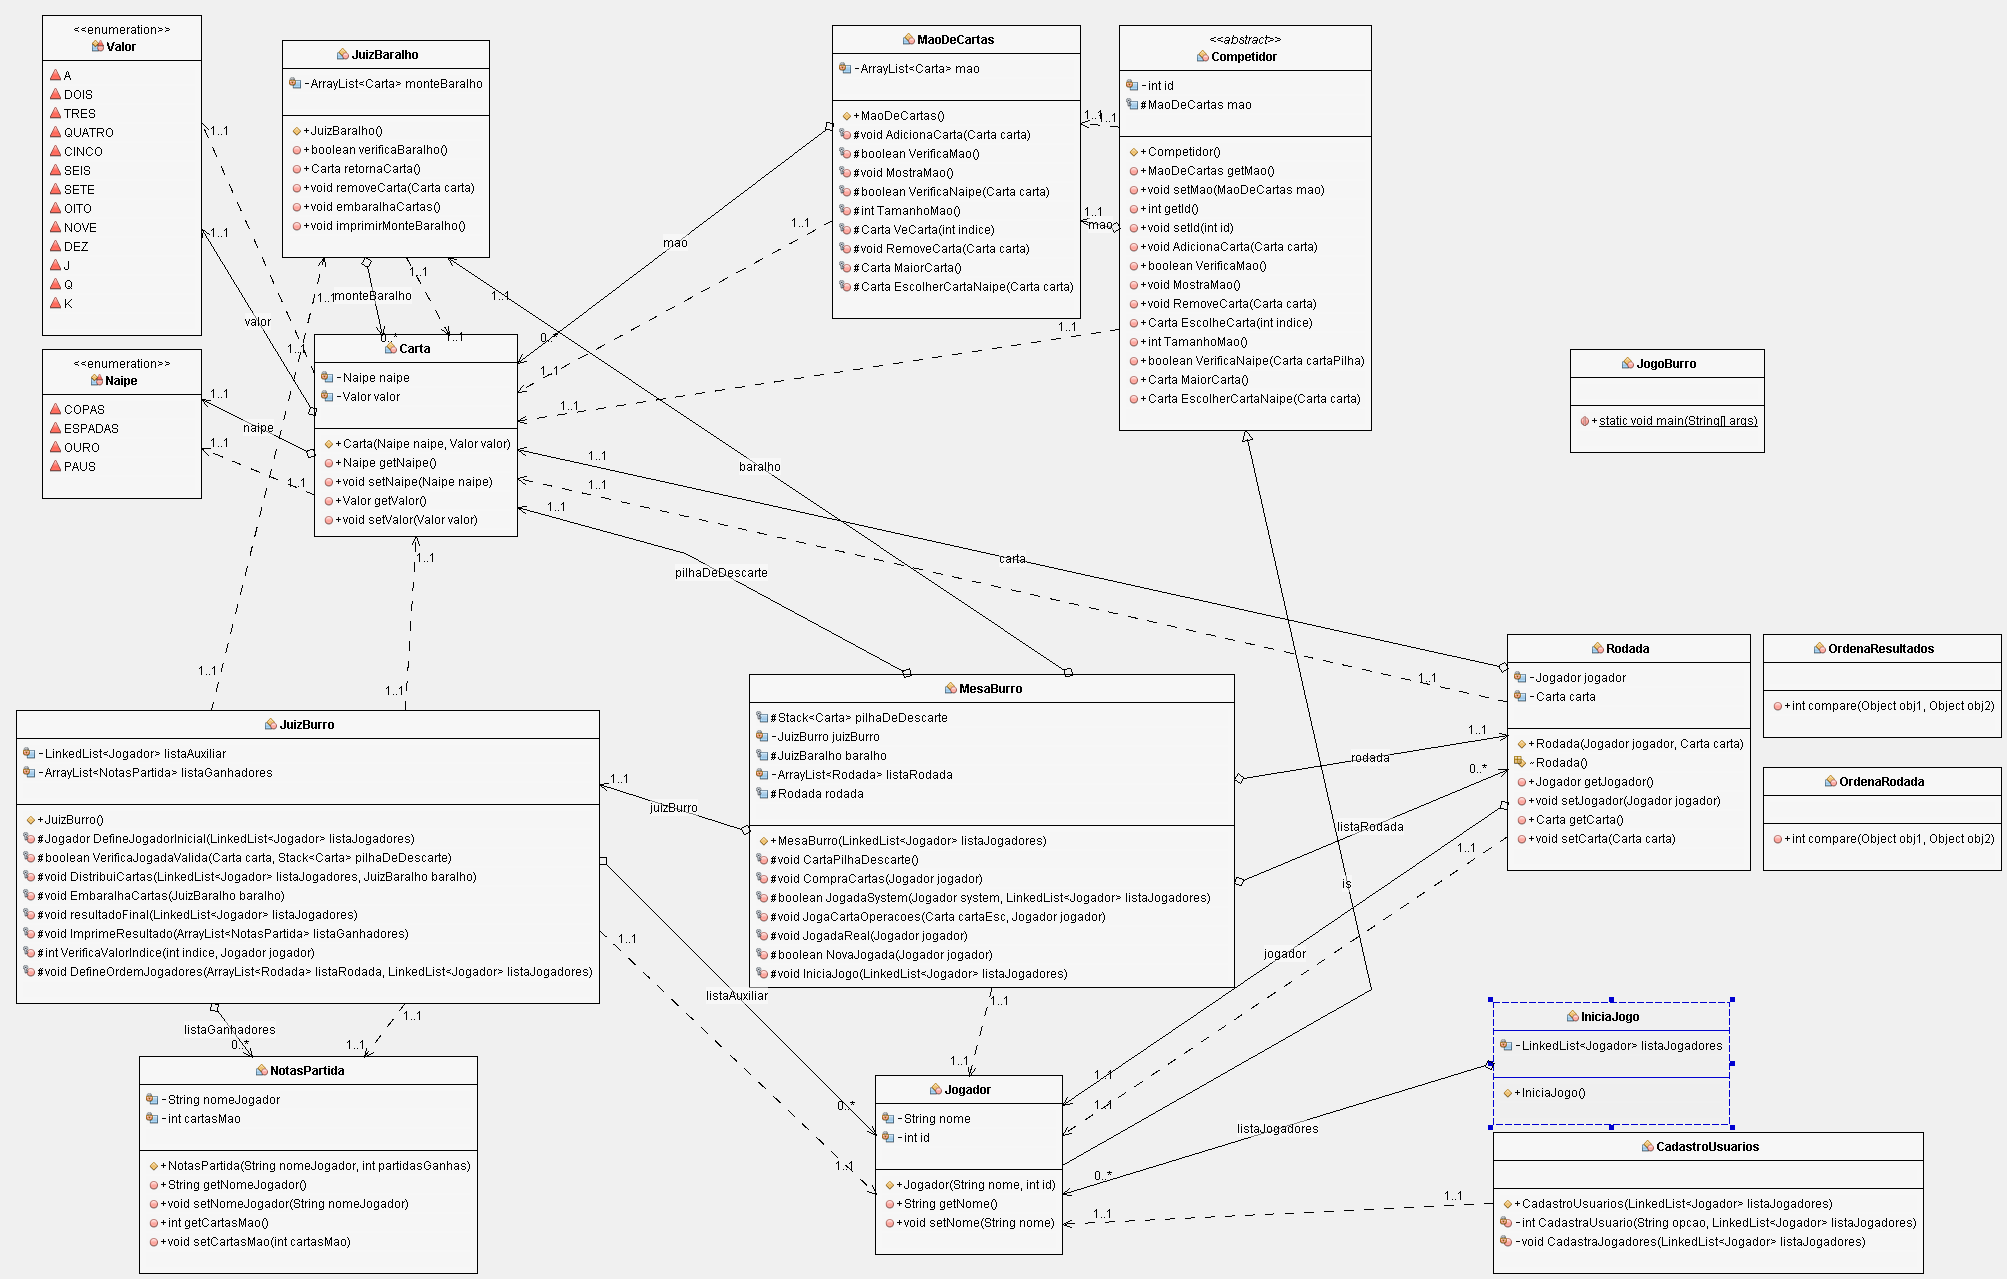 <<enumeration>>
Valor
A
DOIS
TRES
QUATRO
CINCO
SEIS
SETE
OITO
NOVE
DEZ
J
Q
K
<<enumeration>>
Naipe
COPAS
ESPADAS
OURO
PAUS
JuizBaralho
-ArrayList<Carta> monteBaralho
+JuizBaralho()
+boolean verificaBaralho()
+Carta retornaCarta()
+void removeCarta(Carta carta)
+void embaralhaCartas()
+void imprimirMonteBaralho()
Carta
-Naipe naipe
-Valor valor
+Carta(Naipe naipe, Valor valor)
+Naipe getNaipe()
+void setNaipe(Naipe naipe)
+Valor getValor()
+void setValor(Valor valor)
MaoDeCartas
-ArrayList<Carta> mao
+MaoDeCartas()
#void AdicionaCarta(Carta carta)
#boolean VerificaMao()
#void MostraMao()
#boolean VerificaNaipe(Carta carta)
#int TamanhoMao()
#Carta VeCarta(int indice)
#void RemoveCarta(Carta carta)
#Carta MaiorCarta()
#Carta EscolherCartaNaipe(Carta carta)
<<abstract>>
Competidor
-int id
#MaoDeCartas mao
+Competidor()
+MaoDeCartas getMao()
+void setMao(MaoDeCartas mao)
+int getId()
+void setId(int id)
+void AdicionaCarta(Carta carta)
+boolean VerificaMao()
+void MostraMao()
+void RemoveCarta(Carta carta)
+Carta EscolheCarta(int indice)
+int TamanhoMao()
+boolean VerificaNaipe(Carta cartaPilha)
+Carta MaiorCarta()
+Carta EscolherCartaNaipe(Carta carta)
JogoBurro
+static void main(String[] args)
1..1
1..1
valor
1..1
1..1
naipe
1..1
1..1
1..1
monteBaralho
0..*
1..1
1..1
1..1
baralho
mao
0..*
1..1
1..1
1..1
1..1
1..1
1..1
1..1
mao
1..1
1..1
1..1
pilhaDeDescarte
carta
1..1
1..1
1..1
1..1
JuizBurro
-LinkedList<Jogador> listaAuxiliar
-ArrayList<NotasPartida> listaGanhadores
+JuizBurro()
#Jogador DefineJogadorInicial(LinkedList<Jogador> listaJogadores)
#boolean VerificaJogadaValida(Carta carta, Stack<Carta> pilhaDeDescarte)
#void DistribuiCartas(LinkedList<Jogador> listaJogadores, JuizBaralho baralho)
#void EmbaralhaCartas(JuizBaralho baralho)
#void resultadoFinal(LinkedList<Jogador> listaJogadores)
#void ImprimeResultado(ArrayList<NotasPartida> listaGanhadores)
#int VerificaValorIndice(int indice, Jogador jogador)
#void DefineOrdemJogadores(ArrayList<Rodada> listaRodada, LinkedList<Jogador> listaJogadores)
MesaBurro
#Stack<Carta> pilhaDeDescarte
-JuizBurro juizBurro
#JuizBaralho baralho
-ArrayList<Rodada> listaRodada
#Rodada rodada
+MesaBurro(LinkedList<Jogador> listaJogadores)
#void CartaPilhaDescarte()
#void CompraCartas(Jogador jogador)
#boolean JogadaSystem(Jogador system, LinkedList<Jogador> listaJogadores)
#void JogaCartaOperacoes(Carta cartaEsc, Jogador jogador)
#void JogadaReal(Jogador jogador)
#boolean NovaJogada(Jogador jogador)
#void IniciaJogo(LinkedList<Jogador> listaJogadores)
Rodada
-Jogador jogador
-Carta carta
+Rodada(Jogador jogador, Carta carta)
~Rodada()
+Jogador getJogador()
+void setJogador(Jogador jogador)
+Carta getCarta()
+void setCarta(Carta carta)
OrdenaResultados
+int compare(Object obj1, Object obj2)
OrdenaRodada
+int compare(Object obj1, Object obj2)
1..1
juizBurro
1..1
rodada
0..*
listaRodada
1..1
is
jogador
1..1
listaAuxiliar
0..*
1..1
1..1
1..1
1..1
1..1
1..1
listaGanhadores
0..*
1..1
1..1
listaJogadores
0..*
1..1
1..1
NotasPartida
-String nomeJogador
-int cartasMao
+NotasPartida(String nomeJogador, int partidasGanhas)
+String getNomeJogador()
+void setNomeJogador(String nomeJogador)
+int getCartasMao()
+void setCartasMao(int cartasMao)
Jogador
-String nome
-int id
+Jogador(String nome, int id)
+String getNome()
+void setNome(String nome)
IniciaJogo
-LinkedList<Jogador> listaJogadores
+IniciaJogo()
CadastroUsuarios
+CadastroUsuarios(LinkedList<Jogador> listaJogadores)
-int CadastraUsuario(String opcao, LinkedList<Jogador> listaJogadores)
-void CadastraJogadores(LinkedList<Jogador> listaJogadores)